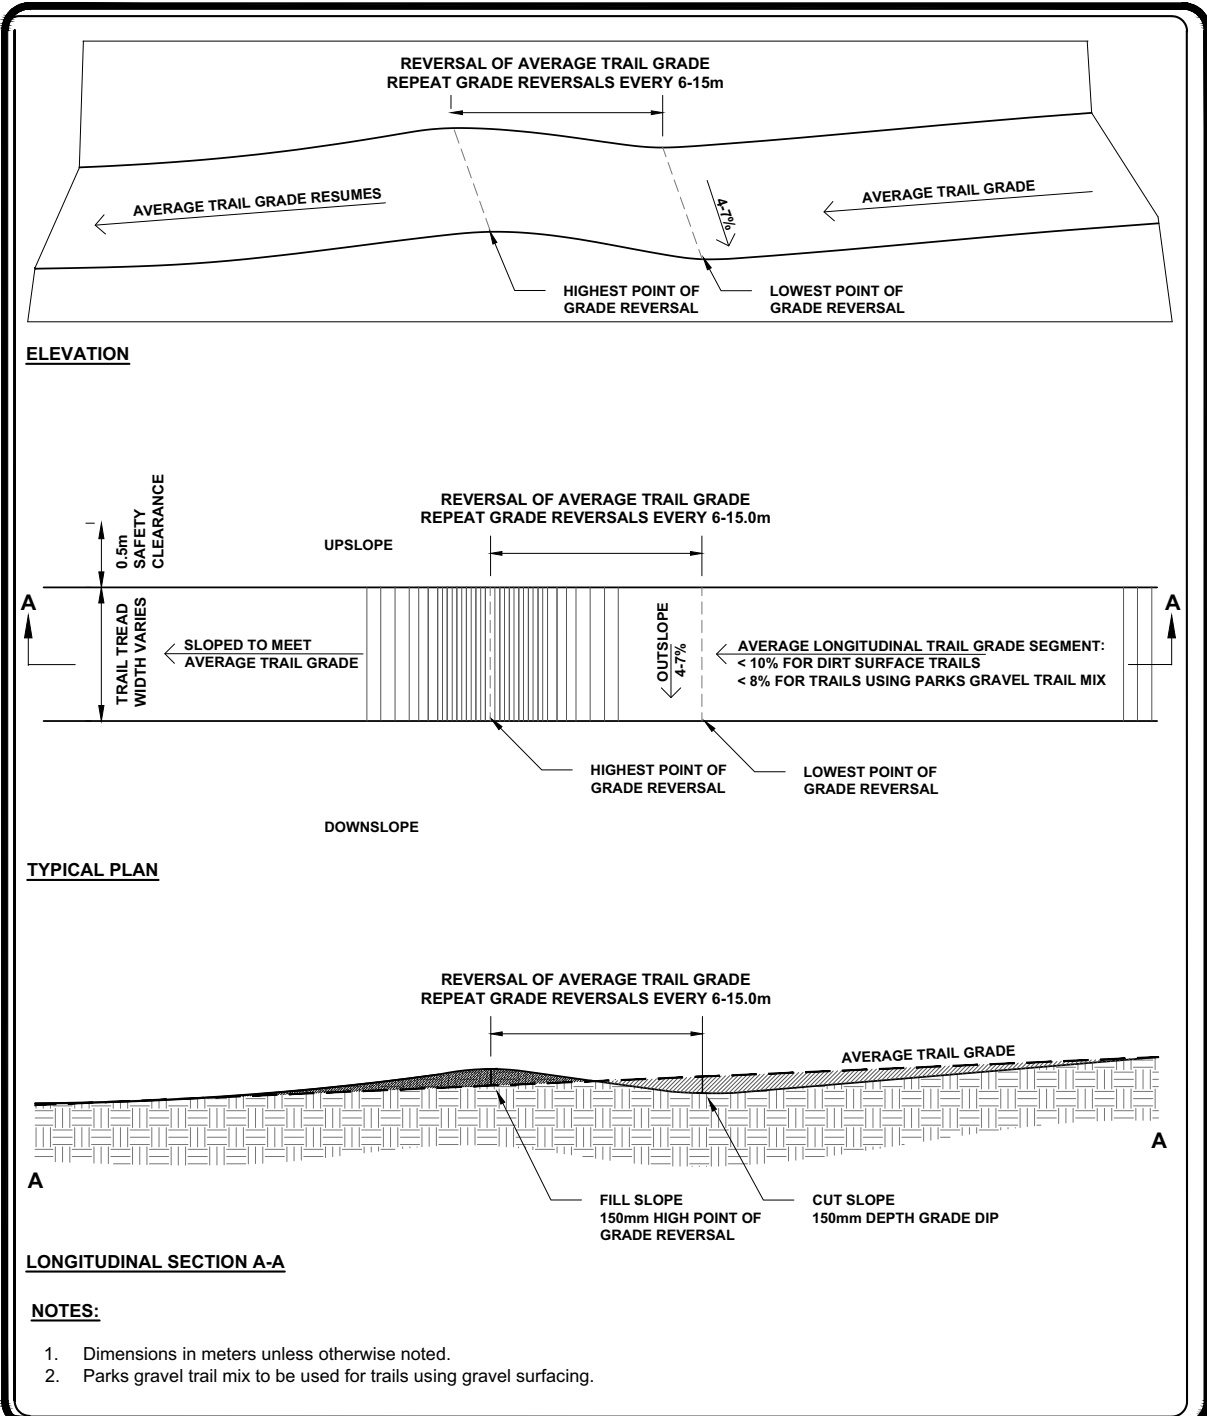 REVERSAL OF AVERAGE TRAIL GRADE
REPEAT GRADE REVERSALS EVERY 6-15m
AVERAGE TRAIL GRADE RESUMES
4-7%
AVERAGE TRAIL GRADE
HIGHEST POINT OF
GRADE REVERSAL
LOWEST POINT OF
GRADE REVERSAL
ELEVATION
0.5m
SAFETY
CLEARANCE
REVERSAL OF AVERAGE TRAIL GRADE
REPEAT GRADE REVERSALS EVERY 6-15.0m
UPSLOPE
A
TRAIL TREAD
WIDTH VARIES
SLOPED TO MEET
AVERAGE TRAIL GRADE
OUTSLOPE
4-7%
AVERAGE LONGITUDINAL TRAIL GRADE SEGMENT:
< 10% FOR DIRT SURFACE TRAILS
< 8% FOR TRAILS USING PARKS GRAVEL TRAIL MIX
A
HIGHEST POINT OF
GRADE REVERSAL
LOWEST POINT OF
GRADE REVERSAL
DOWNSLOPE
TYPICAL PLAN
REVERSAL OF AVERAGE TRAIL GRADE
REPEAT GRADE REVERSALS EVERY 6-15.0m
AVERAGE TRAIL GRADE
A
A
FILL SLOPE
150mm HIGH POINT OF
GRADE REVERSAL
CUT SLOPE
150mm DEPTH GRADE DIP
LONGITUDINAL SECTION A-A
NOTES:
1. Dimensions in meters unless otherwise noted.
2. Parks gravel trail mix to be used for trails using gravel surfacing.